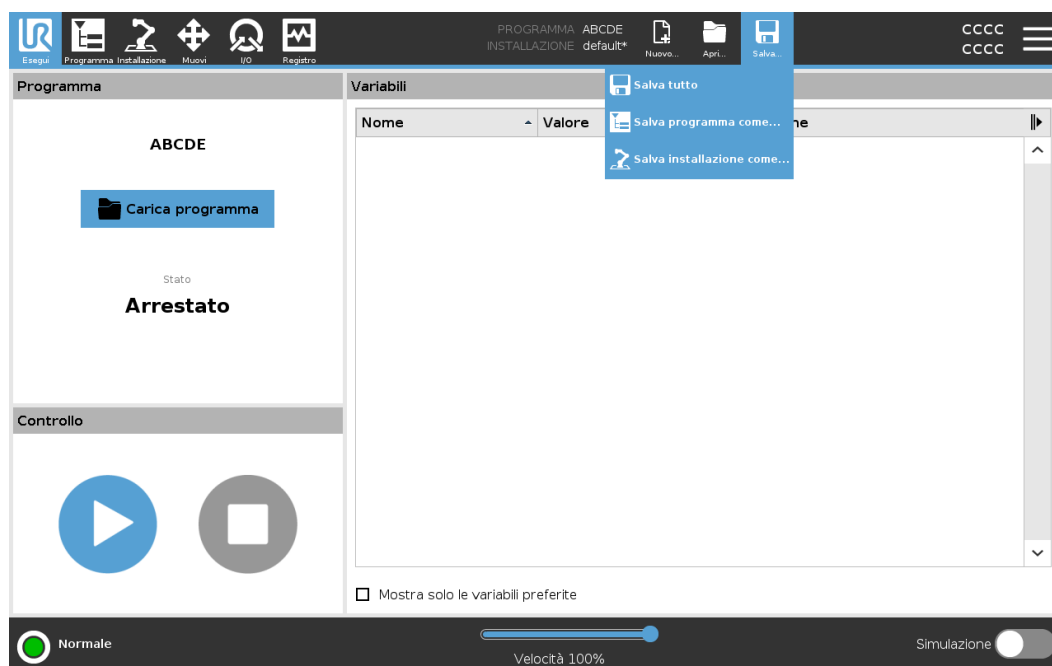 PROGRAMMA ABCDE
INSTALLAZIONE default*
Esegui Programma Installazione Muovi I/O Registro
Nuovo... Apri... Salva...
CCCC
CCCC
Programma
Variabili
Salva tutto
Salva programma come...
Salva installazione come...
Nome Valore
ABCDE
Carica programma
Stato
Arrestato
Controllo
Mostra solo le variabili preferite
Normale
Velocità 100%
Simulazione